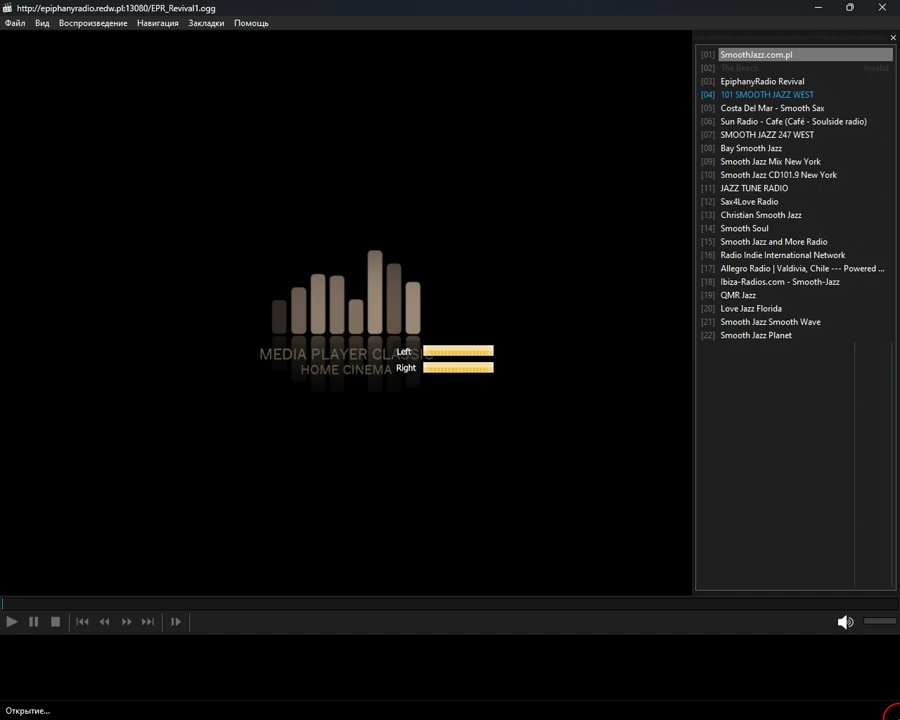 http://epiphanyradio.redw.pl:13080/EPR_Revival1.ogg
Файл Вид Воспроизведение Навигация Закладки Помощь
[01] SmoothJazz.com.pl
[02] The Beach Invalid
[03] EpiphanyRadio Revival
[04] 101 SMOOTH JAZZ WEST
[05] Costa Del Mar - Smooth Sax
[06] Sun Radio - Cafe (Café - Soulside radio)
[07] SMOOTH JAZZ 247 WEST
[08] Bay Smooth Jazz
[09] Smooth Jazz Mix New York
[10] Smooth Jazz CD101.9 New York
[11] JAZZ TUNE RADIO
[12] Sax4Love Radio
[13] Christian Smooth Jazz
[14] Smooth Soul
[15] Smooth Jazz and More Radio
[16] Radio Indie International Network
[17] Allegro Radio | Valdivia, Chile --- Powered ...
[18] Ibiza-Radios.com - Smooth-Jazz
[19] QMR Jazz
[20] Love Jazz Florida
[21] Smooth Jazz Smooth Wave
[22] Smooth Jazz Planet
MEDIA PLAYER CLASSIC
HOME CINEMA
Left
Right
Открытие...